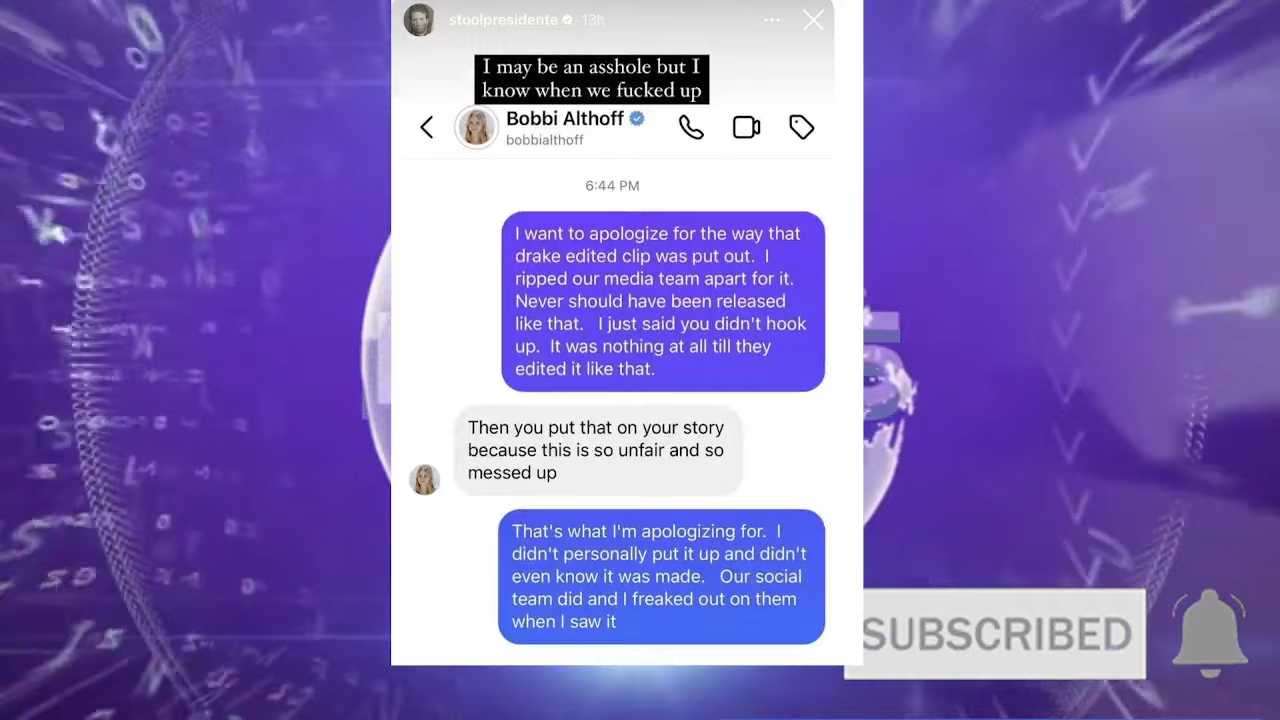 stoolpresidente 13h
I may be an asshole but I
know when we fucked up
Bobbi Althoff
bobbialthoff
6:44 PM
I want to apologize for the way that
drake edited clip was put out. I
ripped our media team apart for it.
Never should have been released
like that. I just said you didn't hook
up. It was nothing at all till they
edited it like that.
Then you put that on your story
because this is so unfair and so
messed up
That's what I'm apologizing for. I
didn't personally put it up and didn't
even know it was made. Our social
team did and I freaked out on them
when I saw it
SUBSCRIBED